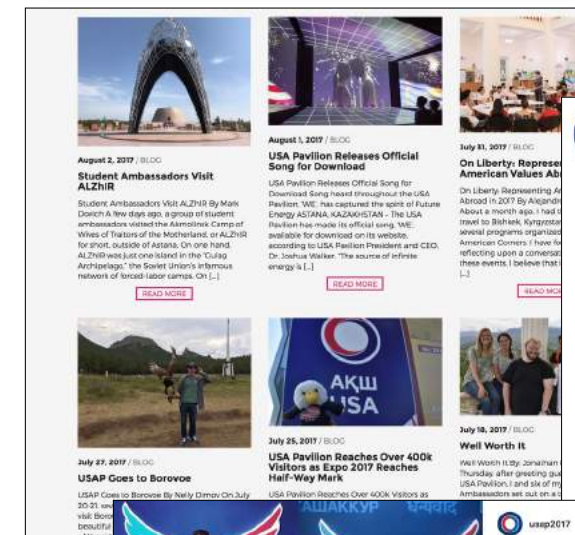 August 2, 2017 / BLOG
Student Ambassadors Visit
ALZhIR
Student Ambassadors Visit ALZhIR By Mark
Dovich A few days ago, a group of student
ambassadors visited the Akmolinsk Camp of
Wives of Traitors of the Motherland, or ALZhIR
for short, outside of Astana. On one hand,
ALZhIR was just one island in the "Gulag
Archipelago," the Soviet Union's infamous
network of forced-labor camps. On [...]
READ MORE
August 1, 2017 / BLOG
USA Pavilion Releases Official
Song for Download
USA Pavilion Releases Official Song for
Download Song heard throughout the USA
Pavilion, 'WE,' has captured the spirit of Future
Energy ASTANA, KAZAKHSTAN – The USA
Pavilion has made its official song, 'WE,'
available for download on its website,
according to USA Pavilion President and CEO,
Dr. Joshua Walker. "The source of infinite
energy is [...]
READ MORE
July 31, 2017 / BLOG
On Liberty: Represe
American Values Ab
On Liberty: Representing Ar
Abroad in 2017 By Alejandro
About a month ago, I had t
travel to Bishkek, Kyrgyzstan
several programs organized
American Corners. I have fo
reflecting upon a conversat
these events. I believe that i
[...]
READ MO
July 27, 2017 / BLOG
USAP Goes to Borovoe
USAP Goes to Borovoe By Nelly Dimov On July
20-21,
visit Borov
beautiful
АҚШ
USA
July 25, 2017 / BLOG
USA Pavilion Reaches Over 400k
Visitors as Expo 2017 Reaches
Half-Way Mark
USA Pavilion Reaches Over 400k Visitors as
July 18, 2017 / BLOG
Well Worth It
Well Worth It By: Jonathan
Thursday, after greeting gue
USA Pavilion, I and six of my
Ambassadors set out on a
धन्यवाद
usap2017